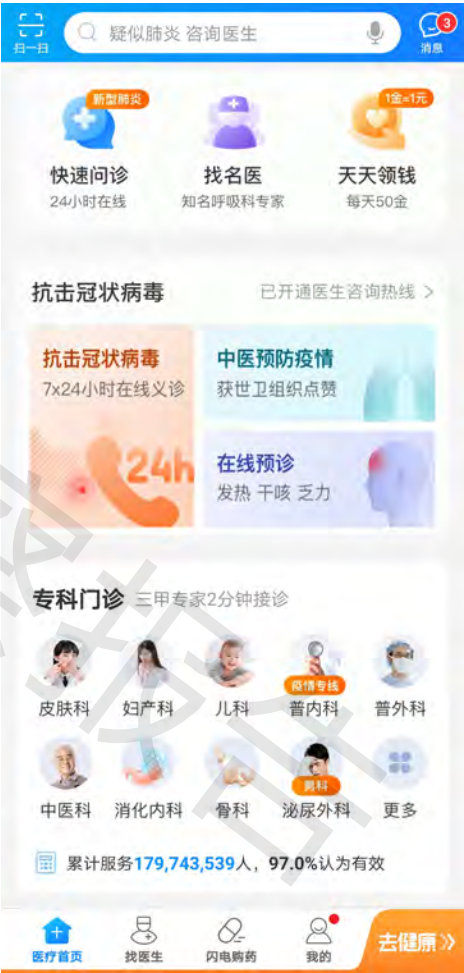 疑似肺炎 咨询医生
3
扫一扫
消息
新型肺炎
1金=1元
快速问诊
找名医
天天领钱
24小时在线
知名呼吸科专家
每天50金
抗击冠状病毒
已开通医生咨询热线 >
抗击冠状病毒
7x24小时在线义诊
24h
中医预防疫情
获世卫组织点赞
在线预诊
发热 干咳 乏力
专科门诊 三甲专家2分钟接诊
疫情专线
皮肤科
妇产科
儿科
普内科
普外科
男科
中医科
消化内科
骨科
泌尿外科
更多
累计服务179,743,539人，97.0%认为有效
医疗首页
找医生
闪电购药
我的
去健康
报告